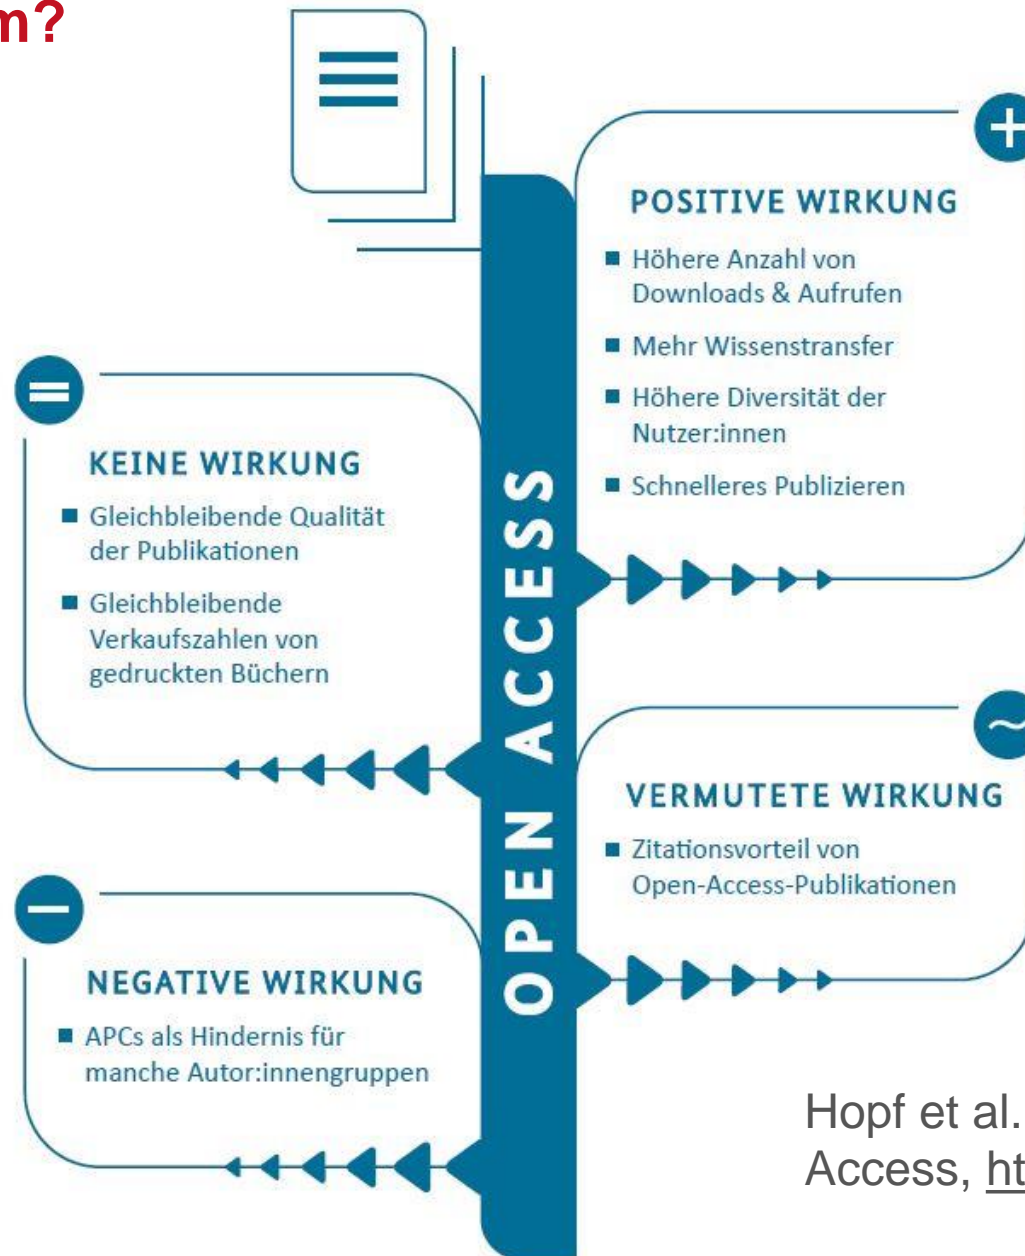 m?
POSITIVE WIRKUNG
Höhere Anzahl von
Downloads & Aufrufen
Mehr Wissenstransfer
Höhere Diversität der
Nutzer:innen
Schnelleres Publizieren
KEINE WIRKUNG
Gleichbleibende Qualität
der Publikationen
Gleichbleibende
Verkaufszahlen von
gedruckten Büchern
OPEN ACCESS
VERMUTETE WIRKUNG
Zitationsvorteil von
Open-Access-Publikationen
NEGATIVE WIRKUNG
APCs als Hindernis für
manche Autor:innengruppen
Hopf et al.
Access, ht